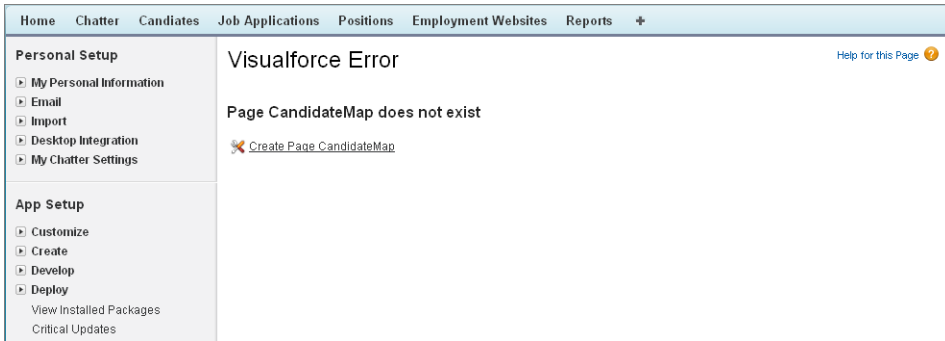 Home Chatter Candiates Job Applications Positions Employment Websites Reports +
Personal Setup
My Personal Information
Email
Import
Desktop Integration
My Chatter Settings
App Setup
Customize
Create
Develop
Deploy
View Installed Packages
Critical Updates
Visualforce Error
Help for this Page ?
Page CandidateMap does not exist
Create Page CandidateMap